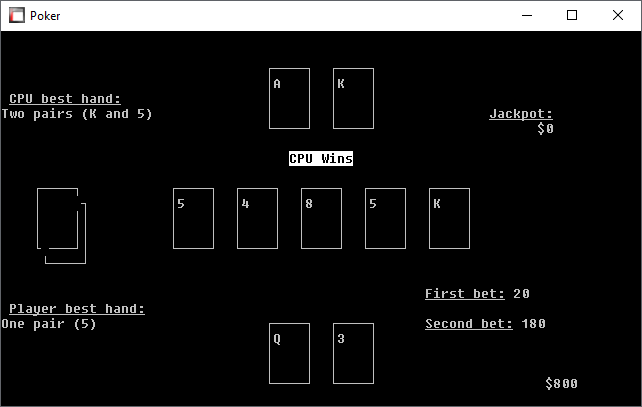 Poker
A K
CPU best hand:
Two pairs (K and 5)
Jackpot:
$0
CPU Wins
5 4 8 5 K
First bet: 20
Player best hand:
One pair (5)
Second bet: 180
Q 3
$800